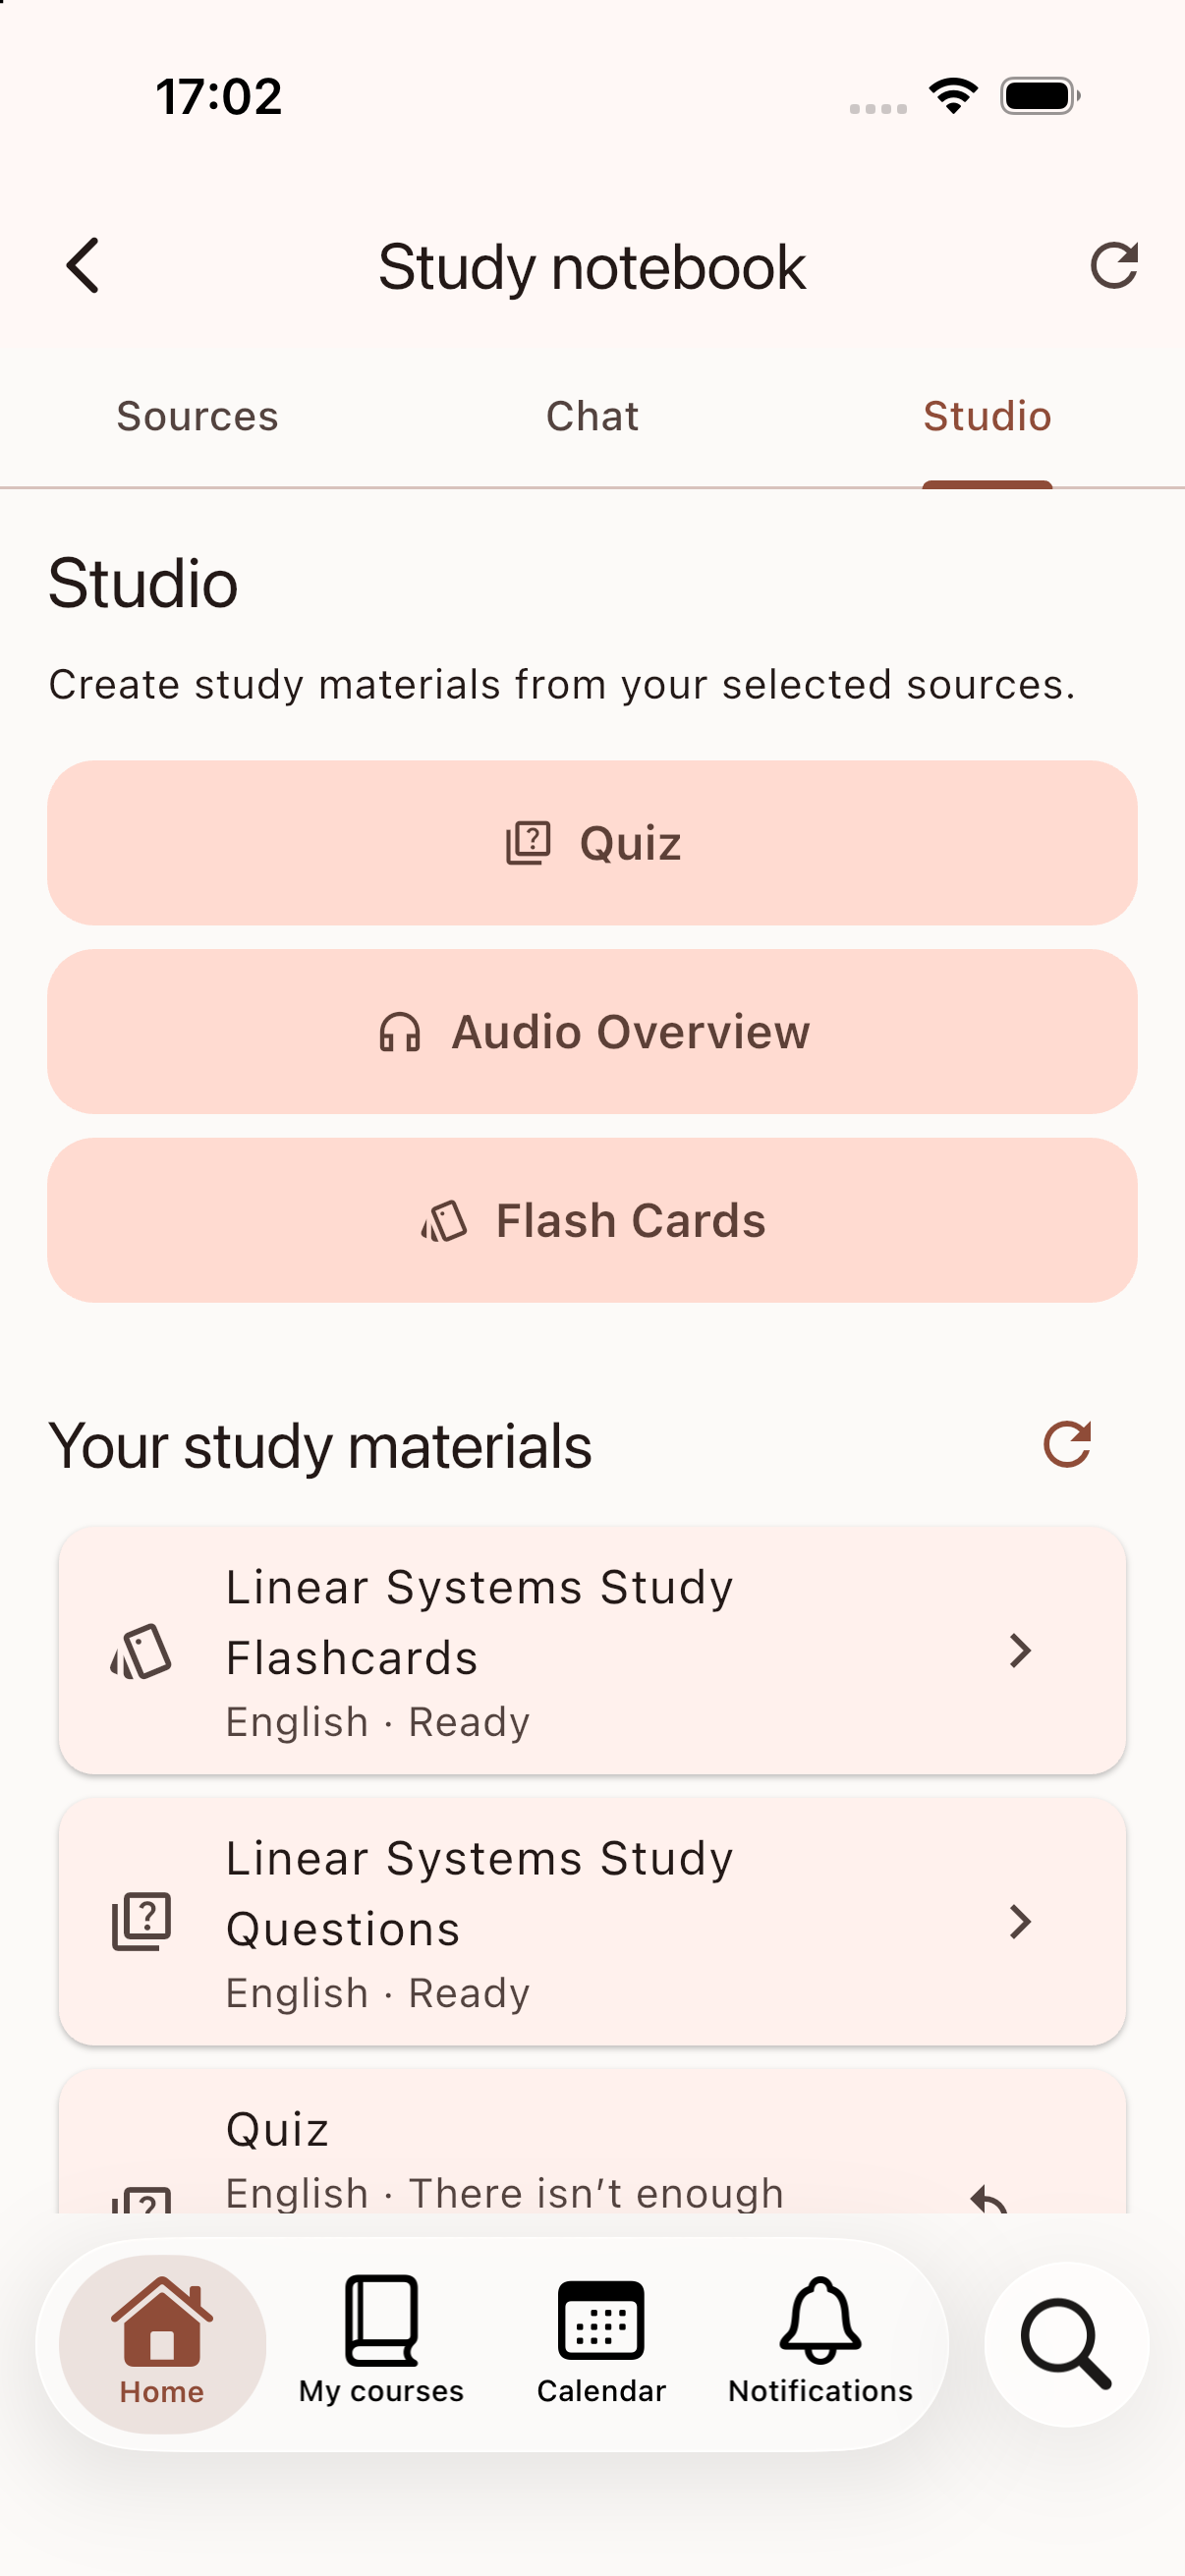 17:02
Study notebook
Sources
Chat
Studio
Studio
Create study materials from your selected sources.
Quiz
Audio Overview
Flash Cards
Your study materials
Linear Systems Study
Flashcards
English · Ready
Linear Systems Study
Questions
English · Ready
Quiz
English · There isn’t enough
Home
My courses
Calendar
Notifications